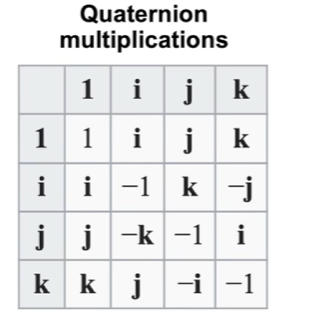 Quaternion
multiplications
1 i j k
1 1 i j k
i i −1 k −j
j j −k −1 i
k k j −i −1